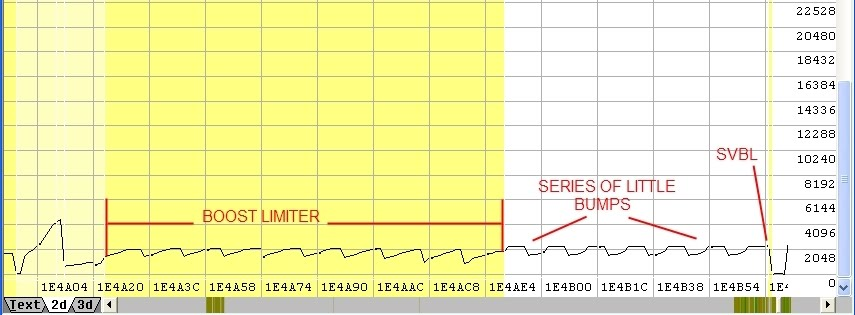 22528
20480
18432
16384
14336
12288
10240
8192
6144
4096
2048
0
SVBL
SERIES OF LITTLE
BUMPS
BOOST LIMITER
1E4A04 1E4A20 1E4A3C 1E4A58 1E4A74 1E4A90 1E4AAC 1E4AC8 1E4AE4 1E4B00 1E4B1C 1E4B38 1E4B54
Text 2d 3d